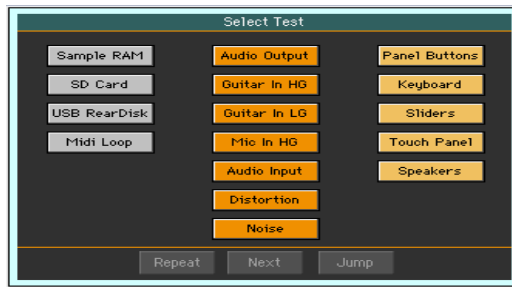 Select Test
Sample RAM
SD Card
USB RearDisk
Midi Loop
Audio Output
Guitar In HG
Guitar In LG
Mic In HG
Audio Input
Distortion
Noise
Panel Buttons
Keyboard
Sliders
Touch Panel
Speakers
Repeat Next Jump